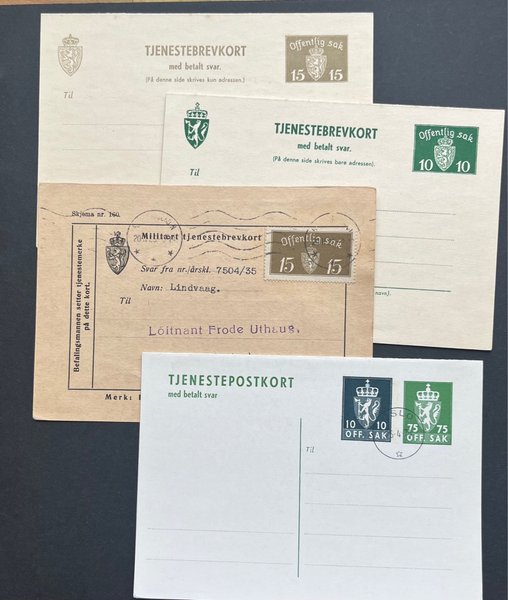 TJENESTEBREVKORT
med betalt svar.
(På denne side skrives kun adressen.)
Til
Offentlig sak
15 15
TJENESTEBREVKORT
med betalt svar.
(På denne side skrives bare adressen).
Til
Offentlig sak
10 10
navn).
Skjema nr. 160.
Befalingsmannen setter tjenestemerke
på dette kort.
Militært tjenestebrevkort
Svar fra nr./årskl. 7504/35
Navn: Lindvaag.
Til
Löitnant Frode Uthaug,
Merk:
Offentlig sak
15 15
TJENESTEPOSTKORT
med betalt svar
10 10
OFF. SAK
75 75
OFF. SAK
Til